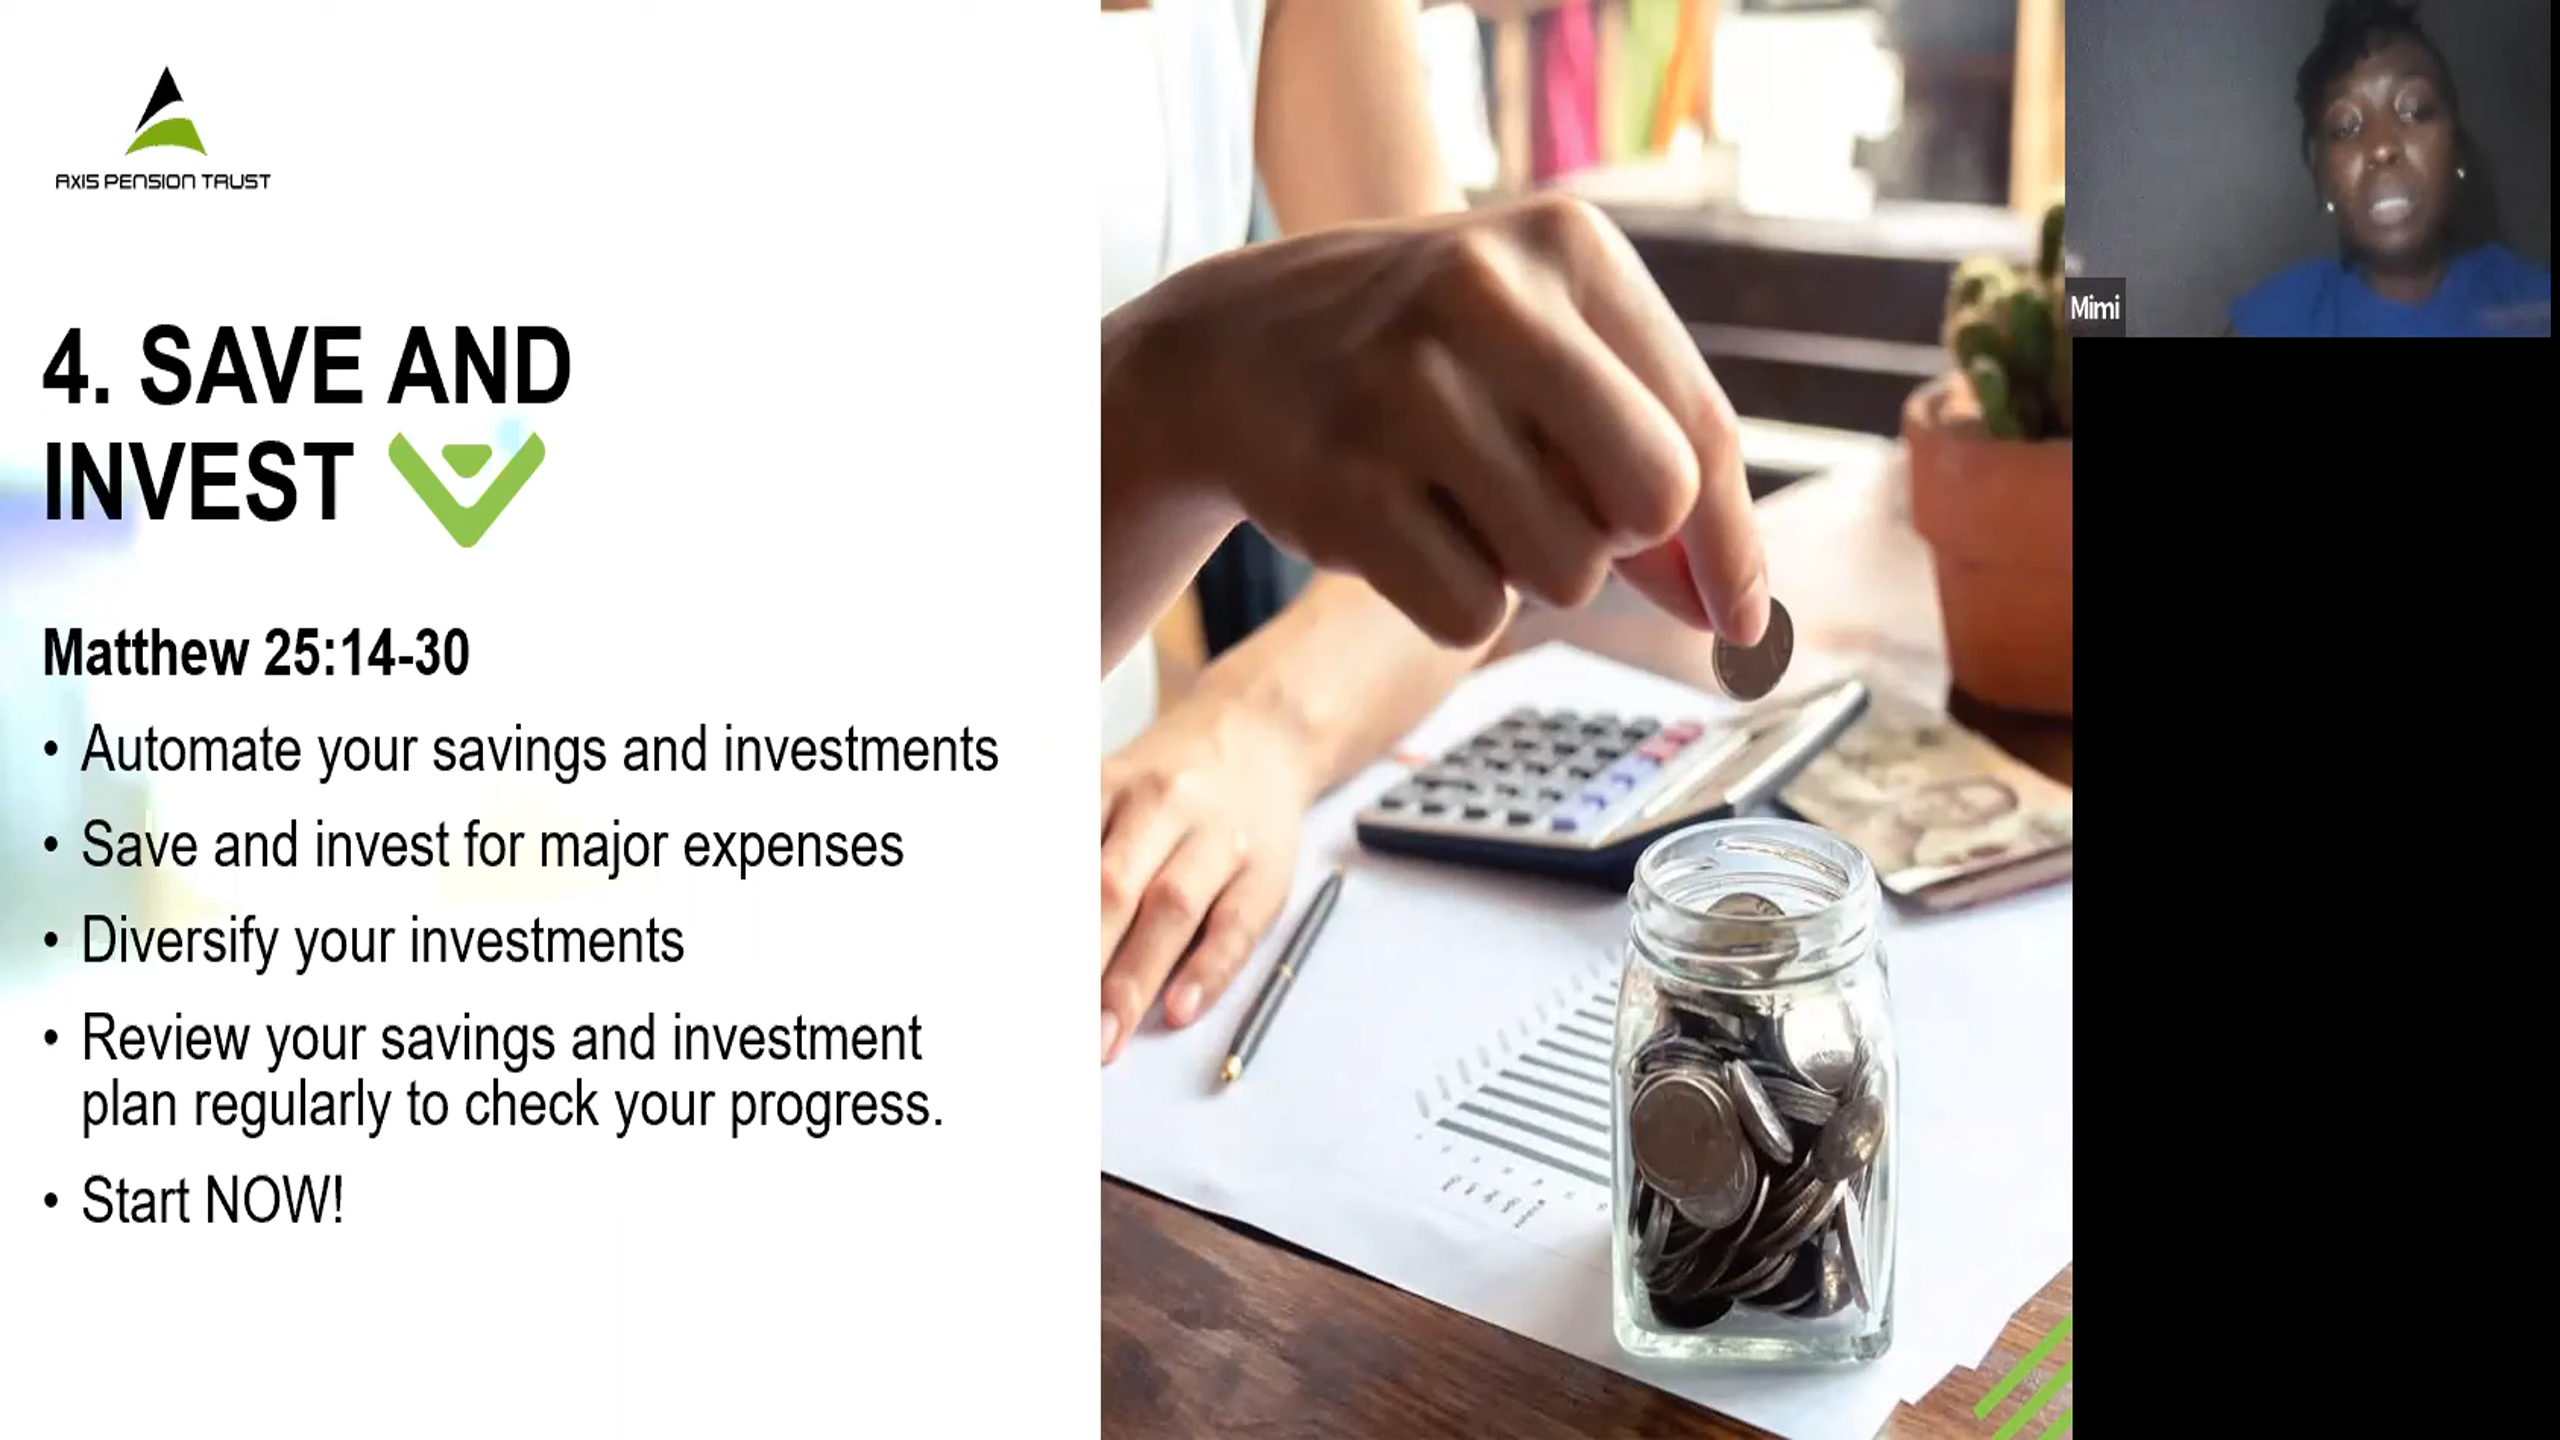 AXIS PENSION TRUST
4. SAVE AND
INVEST
Matthew 25:14-30
• Automate your savings and investments
• Save and invest for major expenses
• Diversify your investments
• Review your savings and investment
plan regularly to check your progress.
• Start NOW!
Mimi